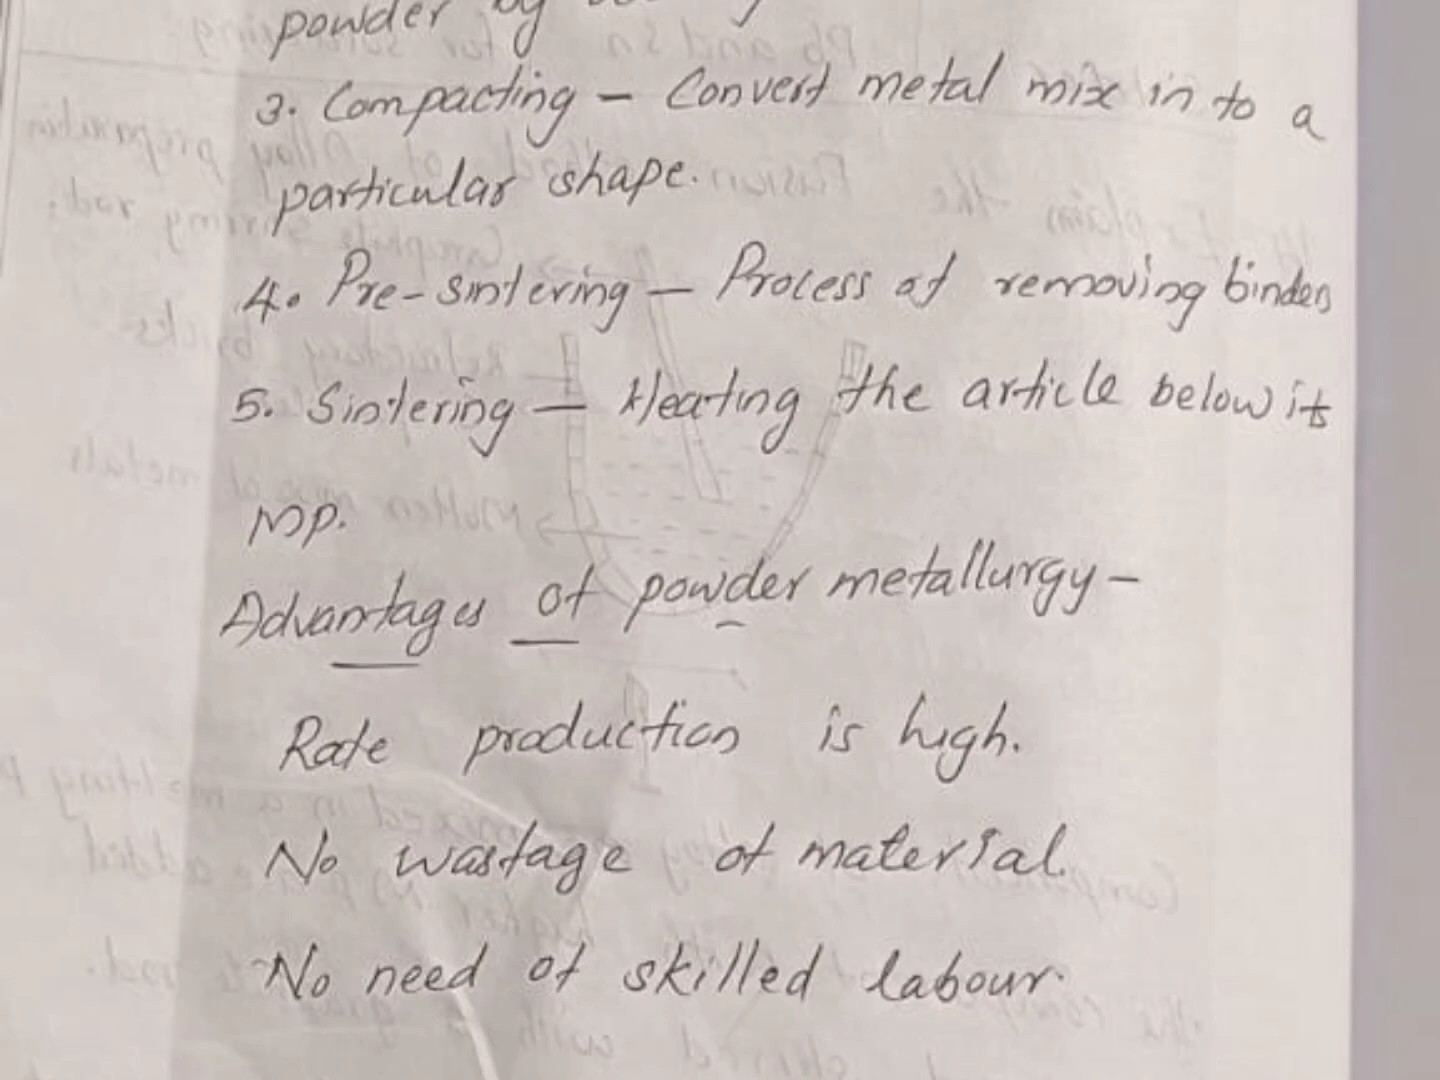 powder by
3. Compacting – Convert metal mix in to a
particular shape.
4. Pre-sintering – Process of removing binders
5. Sintering – Heating the article below its
MP.
Advantages of powder metallurgy –
Rate production is high.
No wastage of material.
No need of skilled labour.